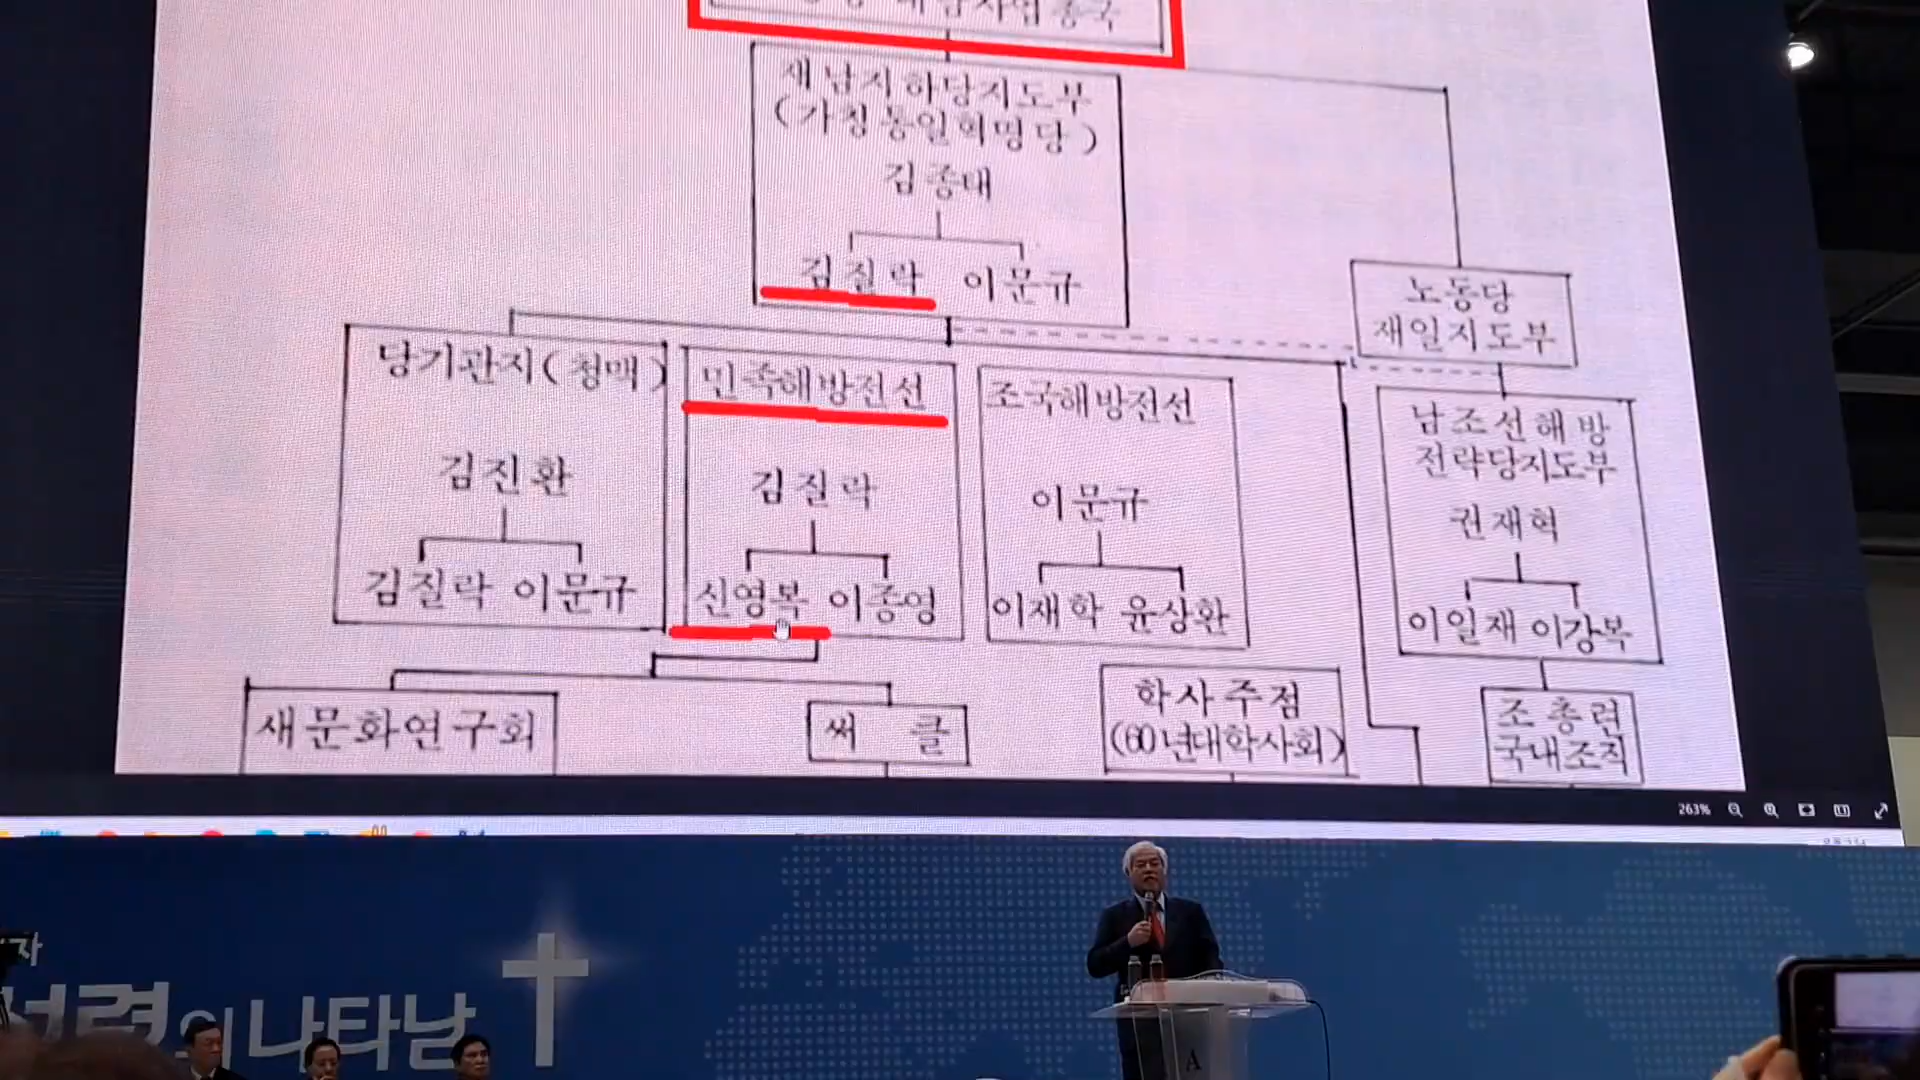 재남지하당지도부
(가칭통일혁명당)
김종태
김질락 이문규
노동당
재일지도부
당기관지(청맥)
김진환
김질락 이문규
민족해방전선
김질락
신영복 이종영
조국해방전선
이문규
이재학 윤상환
남조선해방
전략당지도부
권재혁
이일재 이강복
새문화연구회
써클
학사주점
(60년대학사회)
조총련
국내조직
263%
성령의 나타남
A